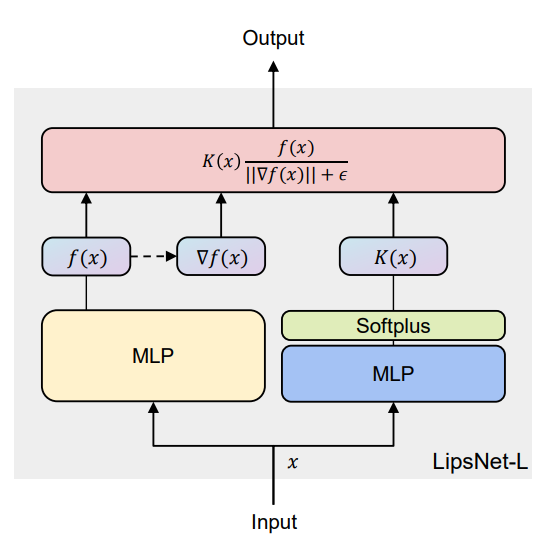 Output
K(x) f(x) / ||∇f(x)|| + ϵ
f(x)
∇f(x)
K(x)
Softplus
MLP
MLP
x
LipsNet-L
Input